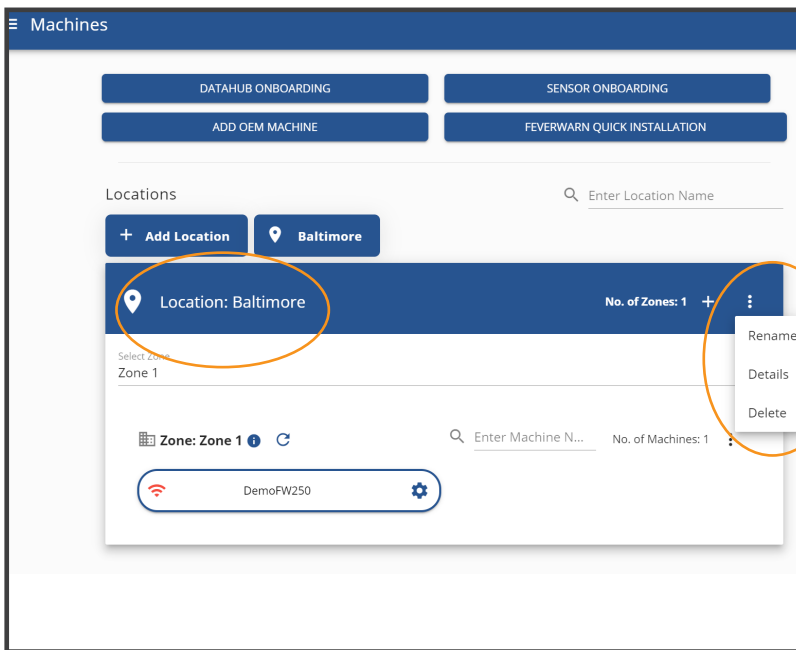 Machines
DATAHUB ONBOARDING
SENSOR ONBOARDING
ADD OEM MACHINE
FEVERWARN QUICK INSTALLATION
Locations
Enter Location Name
+ Add Location
Baltimore
Location: Baltimore
No. of Zones: 1 +
Rename
Details
Delete
Select Zone
Zone 1
Zone: Zone 1
Enter Machine N...
No. of Machines: 1
DemoFW250